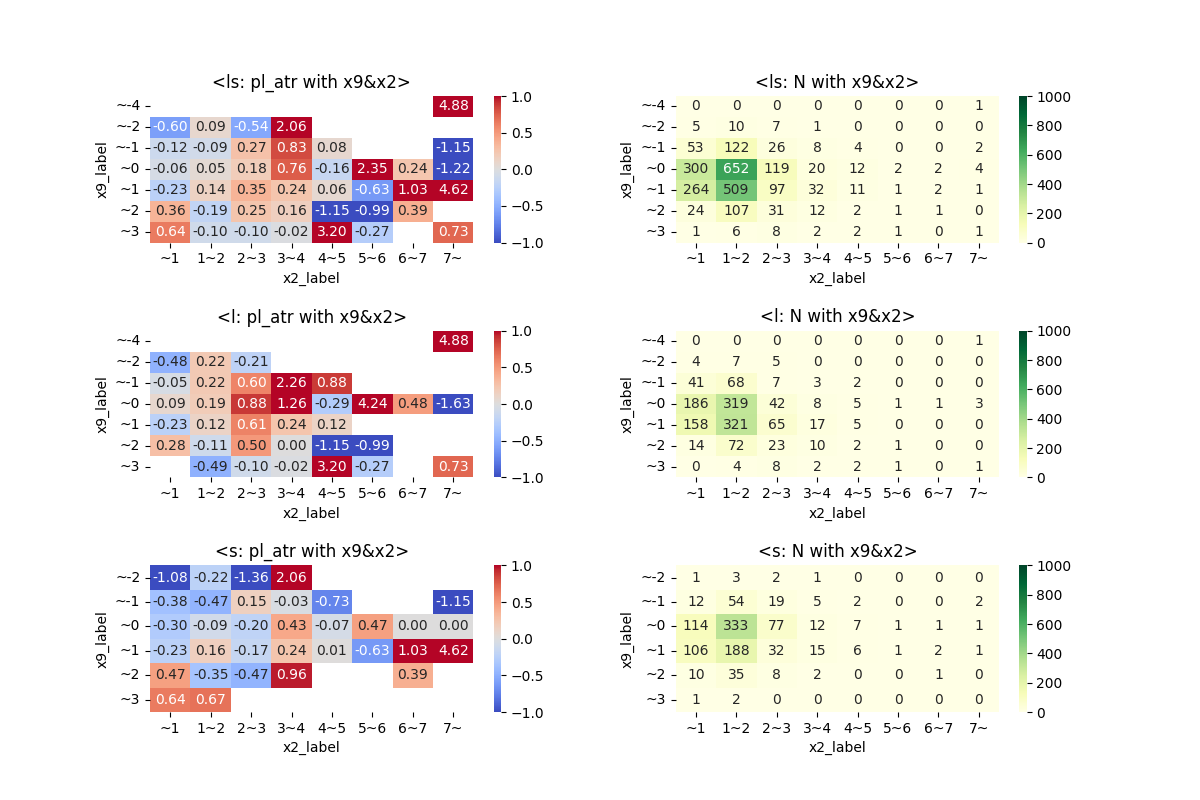 <ls: pl_atr with x9&x2>
x9_label
~-4 4.88
~-2 -0.60 0.09 -0.54 2.06
~-1 -0.12 -0.09 0.27 0.83 0.08 -1.15
~0 -0.06 0.05 0.18 0.76 -0.16 2.35 0.24 -1.22
~1 -0.23 0.14 0.35 0.24 0.06 -0.63 1.03 4.62
~2 0.36 -0.19 0.25 0.16 -1.15 -0.99 0.39
~3 0.64 -0.10 -0.10 -0.02 3.20 -0.27 0.73
~1 1~2 2~3 3~4 4~5 5~6 6~7 7~
x2_label
1.0
0.5
0.0
−0.5
−1.0
<ls: N with x9&x2>
x9_label
~-4 0 0 0 0 0 0 0 1
~-2 5 10 7 1 0 0 0 0
~-1 53 122 26 8 4 0 0 2
~0 300 652 119 20 12 2 2 4
~1 264 509 97 32 11 1 2 1
~2 24 107 31 12 2 1 1 0
~3 1 6 8 2 2 1 0 1
~1 1~2 2~3 3~4 4~5 5~6 6~7 7~
x2_label
1000
800
600
400
200
0
<l: pl_atr with x9&x2>
x9_label
~-4 4.88
~-2 -0.48 0.22 -0.21
~-1 -0.05 0.22 0.60 2.26 0.88
~0 0.09 0.19 0.88 1.26 -0.29 4.24 0.48 -1.63
~1 -0.23 0.12 0.61 0.24 0.12
~2 0.28 -0.11 0.50 0.00 -1.15 -0.99
~3 -0.49 -0.10 -0.02 3.20 -0.27 0.73
~1 1~2 2~3 3~4 4~5 5~6 6~7 7~
x2_label
1.0
0.5
0.0
−0.5
−1.0
<l: N with x9&x2>
x9_label
~-4 0 0 0 0 0 0 0 1
~-2 4 7 5 0 0 0 0 0
~-1 41 68 7 3 2 0 0 0
~0 186 319 42 8 5 1 1 3
~1 158 321 65 17 5 0 0 0
~2 14 72 23 10 2 1 0 0
~3 0 4 8 2 2 1 0 1
~1 1~2 2~3 3~4 4~5 5~6 6~7 7~
x2_label
1000
800
600
400
200
0
<s: pl_atr with x9&x2>
x9_label
~-2 -1.08 -0.22 -1.36 2.06
~-1 -0.38 -0.47 0.15 -0.03 -0.73 -1.15
~0 -0.30 -0.09 -0.20 0.43 -0.07 0.47 0.00 0.00
~1 -0.23 0.16 -0.17 0.24 0.01 -0.63 1.03 4.62
~2 0.47 -0.35 -0.47 0.96 0.39
~3 0.64 0.67
~1 1~2 2~3 3~4 4~5 5~6 6~7 7~
x2_label
1.0
0.5
0.0
−0.5
−1.0
<s: N with x9&x2>
x9_label
~-2 1 3 2 1 0 0 0 0
~-1 12 54 19 5 2 0 0 2
~0 114 333 77 12 7 1 1 1
~1 106 188 32 15 6 1 2 1
~2 10 35 8 2 0 0 1 0
~3 1 2 0 0 0 0 0 0
~1 1~2 2~3 3~4 4~5 5~6 6~7 7~
x2_label
1000
800
600
400
200
0